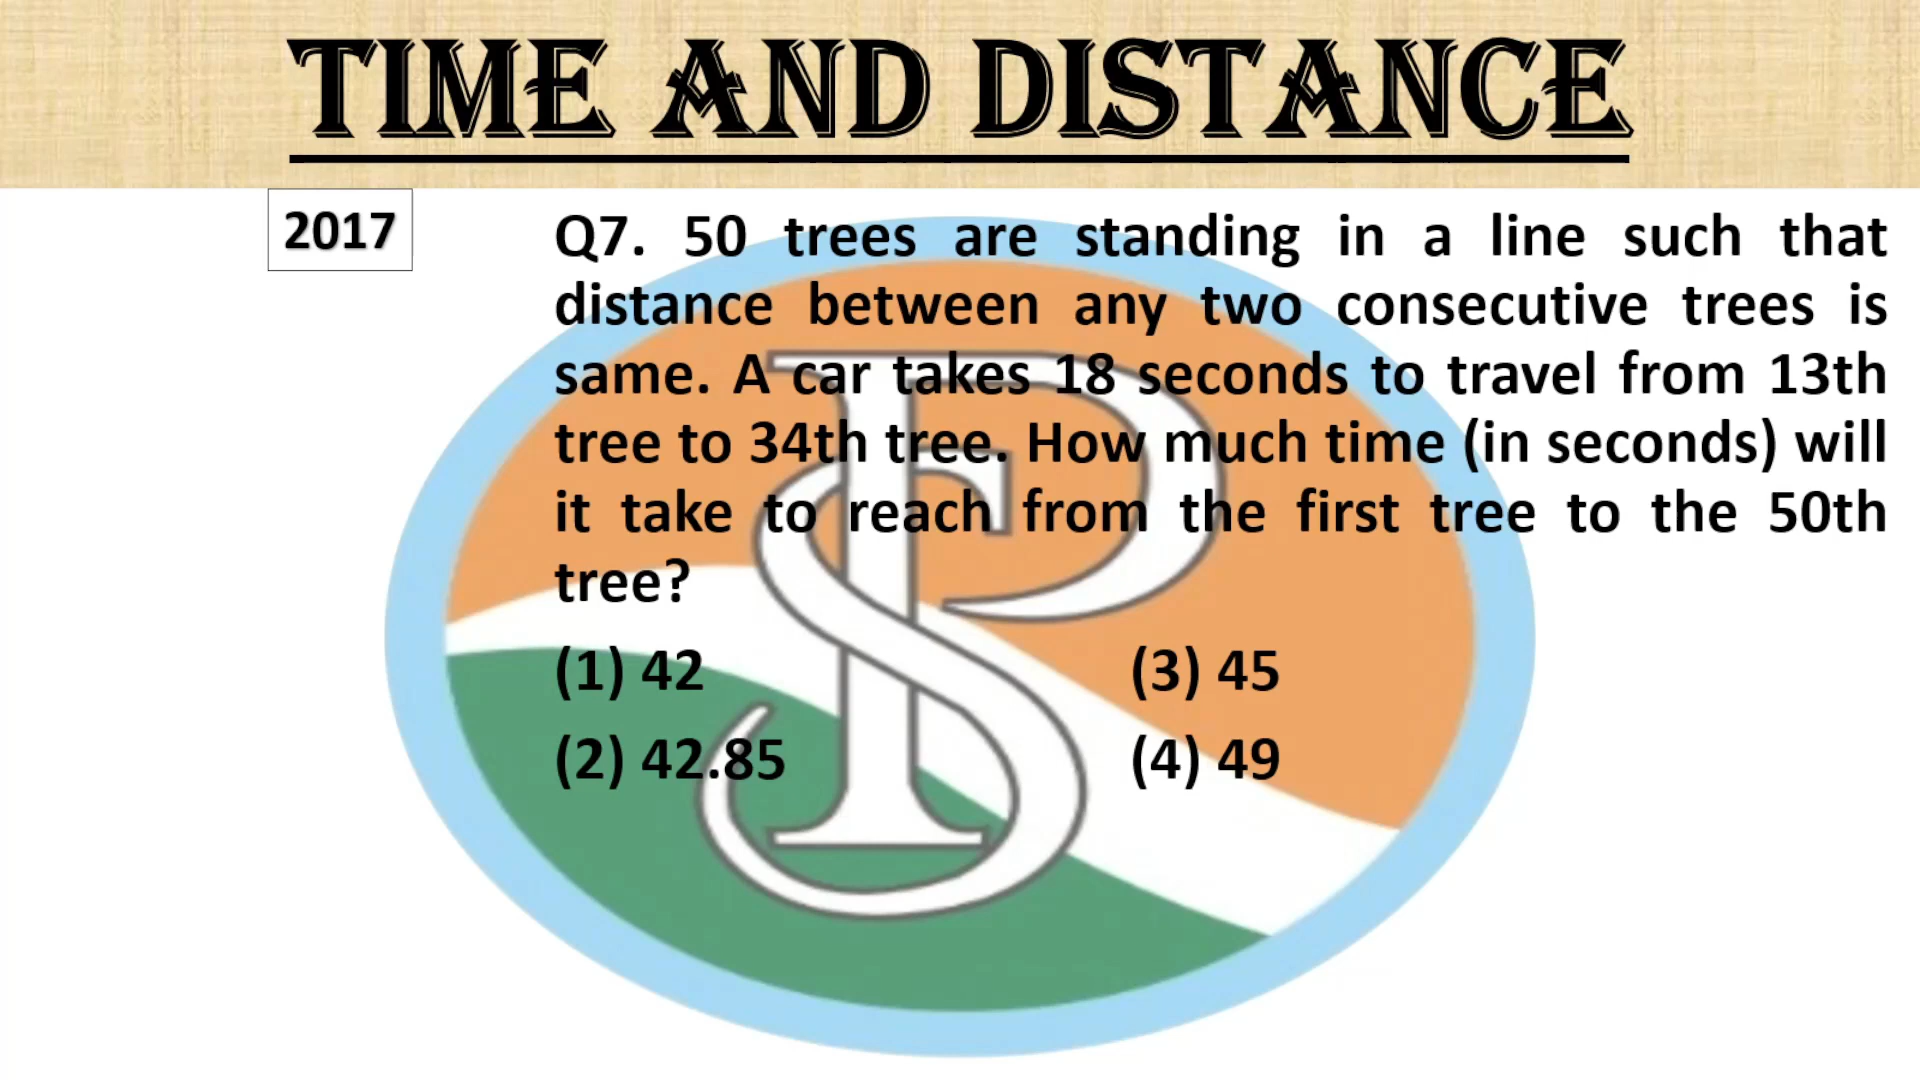 TIME AND DISTANCE
2017
Q7. 50 trees are standing in a line such that
distance between any two consecutive trees is
same. A car takes 18 seconds to travel from 13th
tree to 34th tree. How much time (in seconds) will
it take to reach from the first tree to the 50th
tree?
(1) 42 (3) 45
(2) 42.85 (4) 49